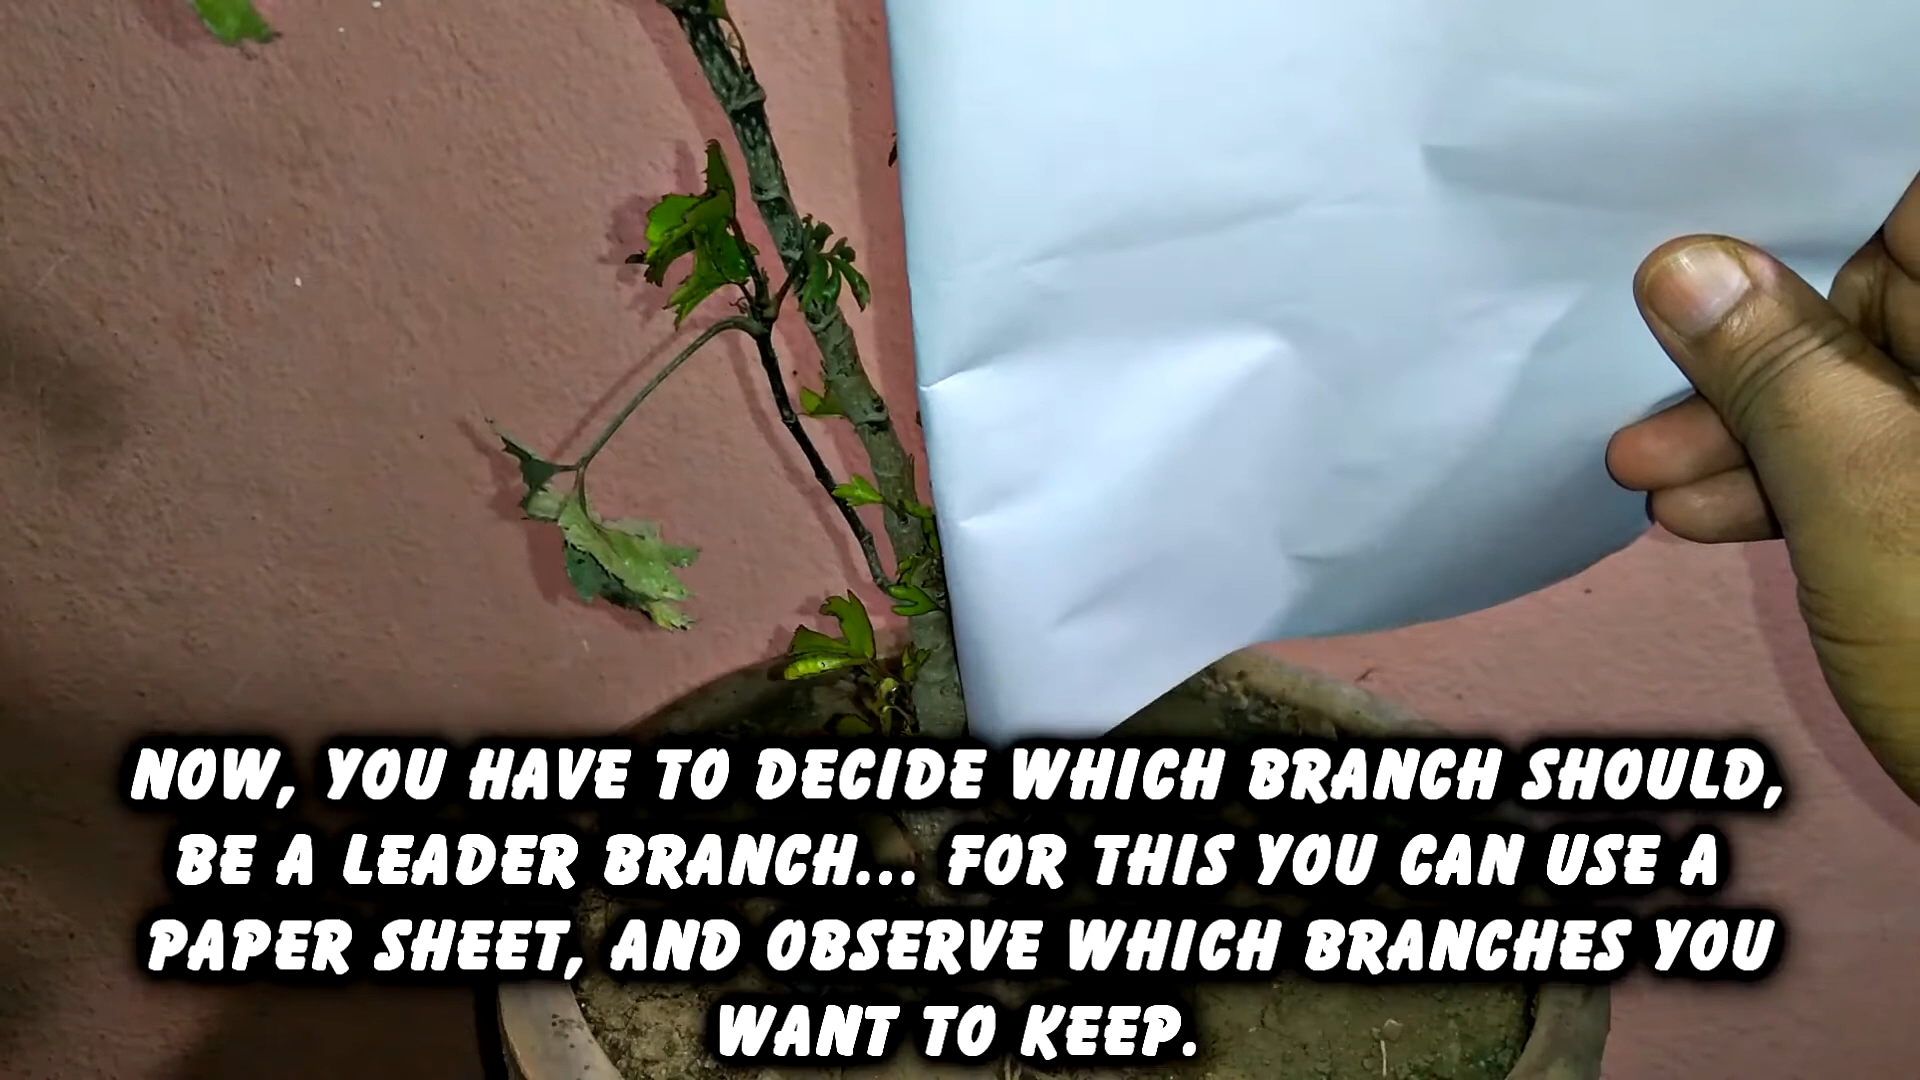 NOW, YOU HAVE TO DECIDE WHICH BRANCH SHOULD,
BE A LEADER BRANCH... FOR THIS YOU CAN USE A
PAPER SHEET, AND OBSERVE WHICH BRANCHES YOU
WANT TO KEEP.